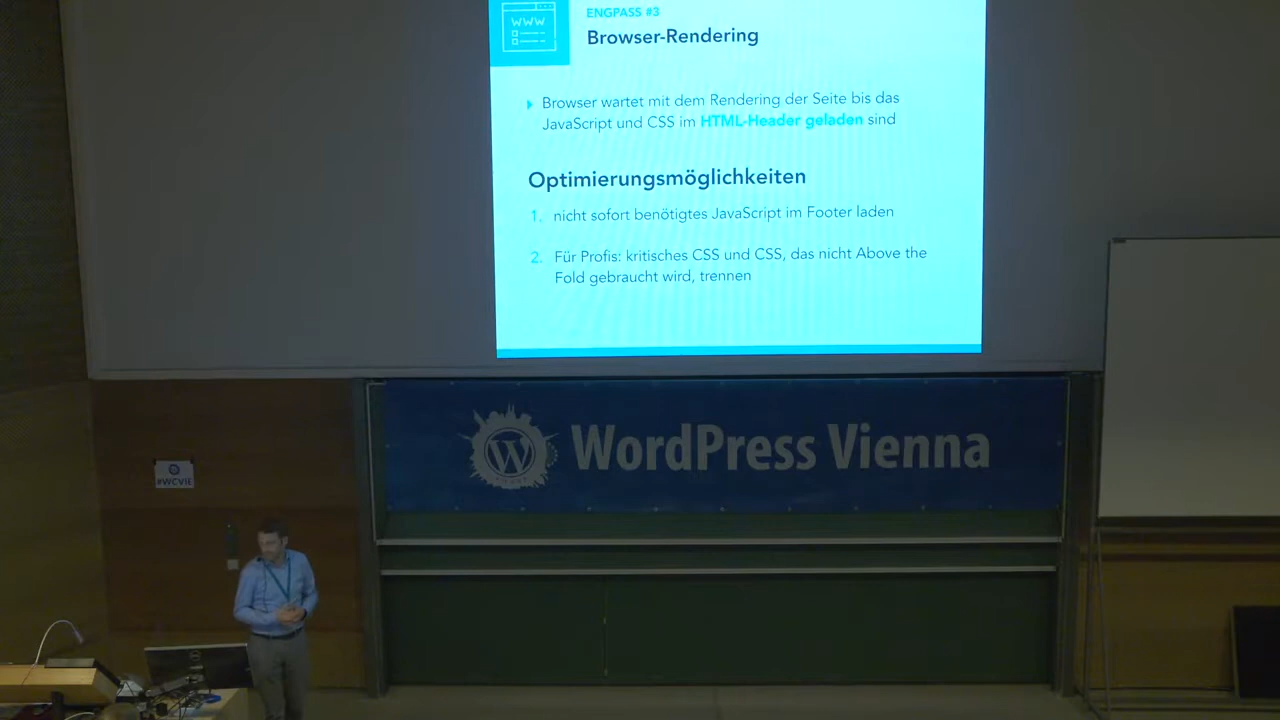 WWW
ENGPASS #3
Browser-Rendering
Browser wartet mit dem Rendering der Seite bis das
JavaScript und CSS im HTML-Header geladen sind
Optimierungsmöglichkeiten
1. nicht sofort benötigtes JavaScript im Footer laden
2. Für Profis: kritisches CSS und CSS, das nicht Above the
Fold gebraucht wird, trennen
W WordPress Vienna
#WCVIE